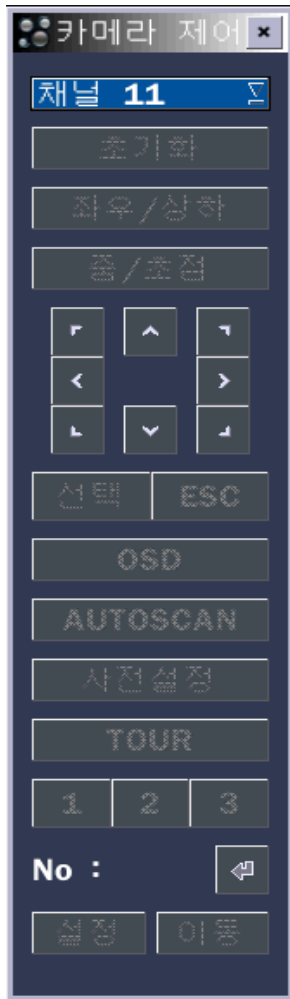 카메라 제어
채널 11
초기화
좌우/상하
줌/초점
선택 ESC
OSD
AUTOSCAN
사전설정
TOUR
1 2 3
No :
설정 이동